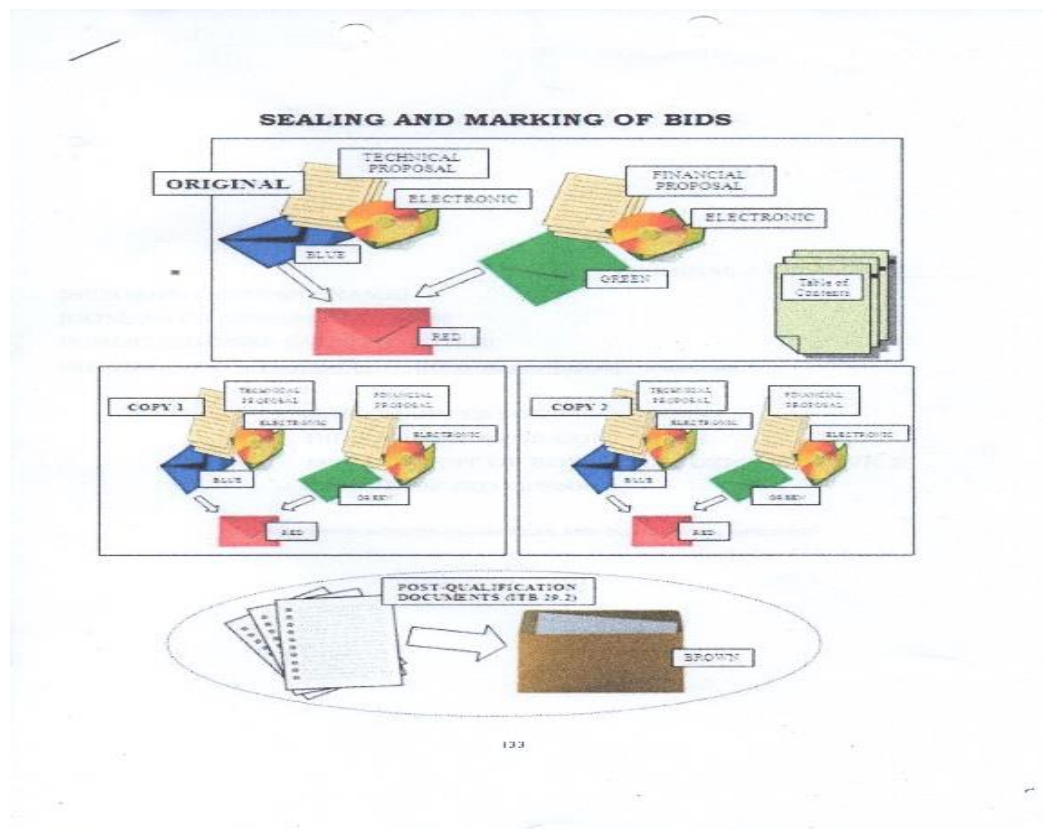 SEALING AND MARKING OF BIDS
TECHNICAL
PROPOSAL
ORIGINAL
ELECTRONIC
BLUE
FINANCIAL
PROPOSAL
ELECTRONIC
GREEN
RED
Table of
Contents
COPY 1
TECHNICAL
PROPOSAL
ELECTRONIC
BLUE
FINANCIAL
PROPOSAL
ELECTRONIC
GREEN
RED
COPY 2
TECHNICAL
PROPOSAL
ELECTRONIC
BLUE
FINANCIAL
PROPOSAL
ELECTRONIC
GREEN
RED
POST-QUALIFICATION
DOCUMENTS (ITB 29.2)
BROWN
133